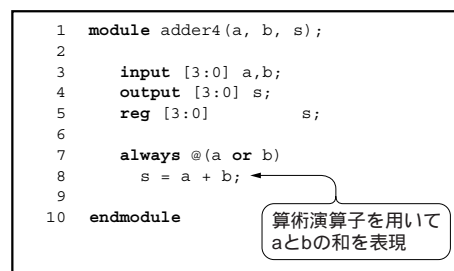 1 module adder4(a, b, s);
2
3 input [3:0] a,b;
4 output [3:0] s;
5 reg [3:0] s;
6
7 always @(a or b)
8 s = a + b;
9
10 endmodule
算術演算子を用いて
aとbの和を表現